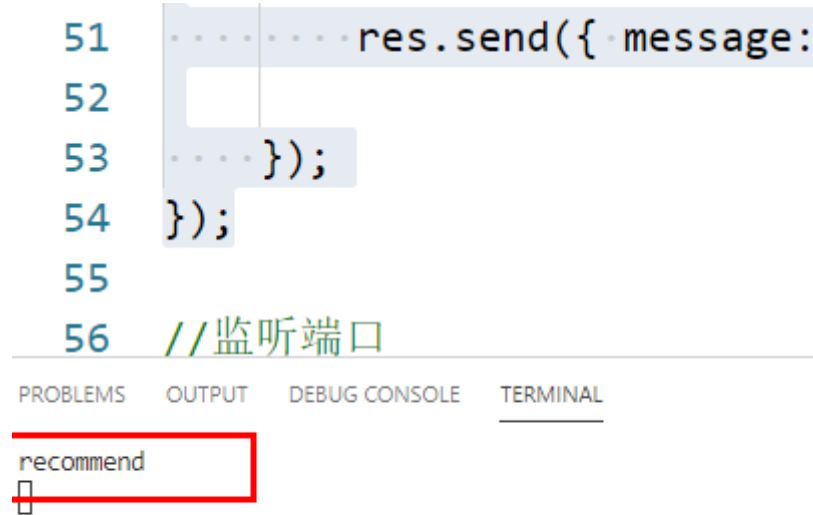 51 res.send({ message:
52
53 });
54 });
55
56 //监听端口
PROBLEMS OUTPUT DEBUG CONSOLE TERMINAL
recommend